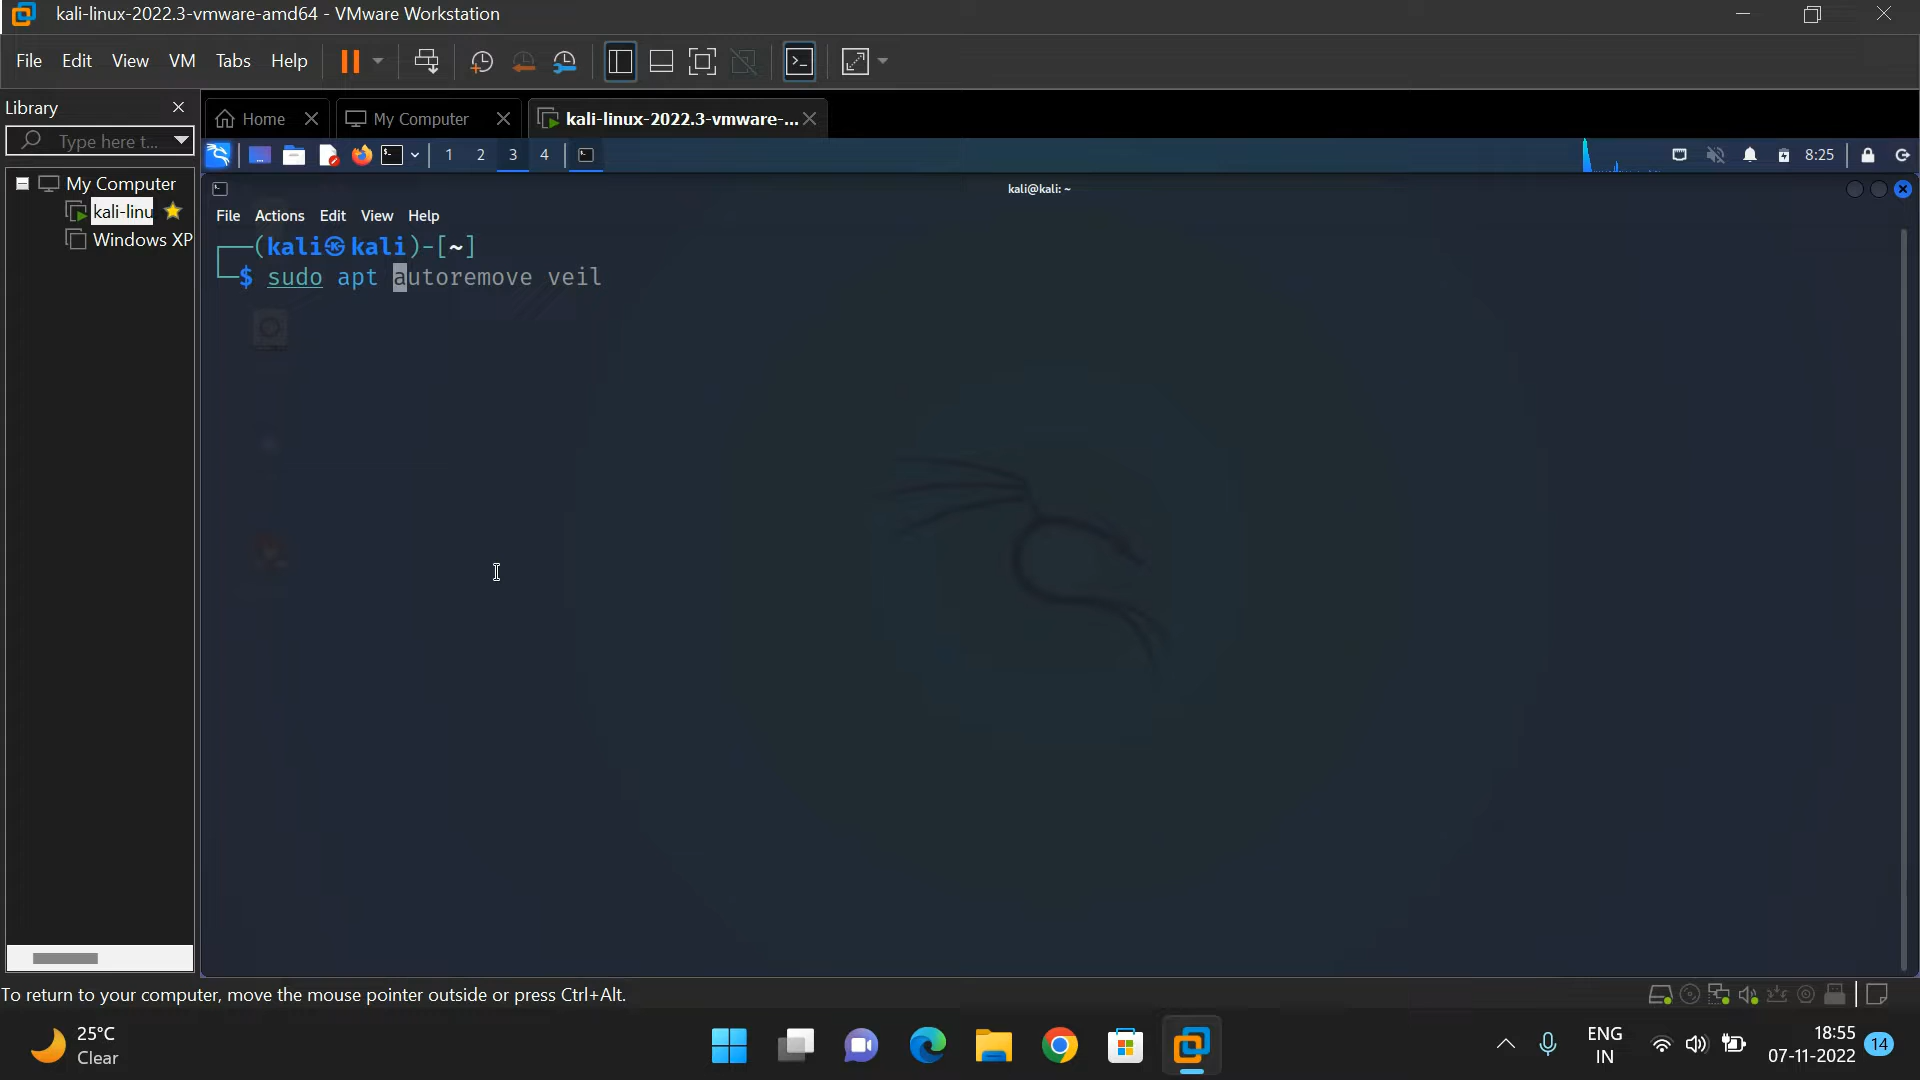 kali-linux-2022.3-vmware-amd64 - VMware Workstation
File Edit View VM Tabs Help
Library
Home
My Computer
kali-linux-2022.3-vmware-...
Type here t...
1 2 3 4
8:25
My Computer
kali-linu
Windows XP
kali@kali: ~
File Actions Edit View Help
(kali㉿kali)-[~]
$ sudo apt autoremove veil
To return to your computer, move the mouse pointer outside or press Ctrl+Alt.
25°C
Clear
ENG
IN
18:55
07-11-2022
14